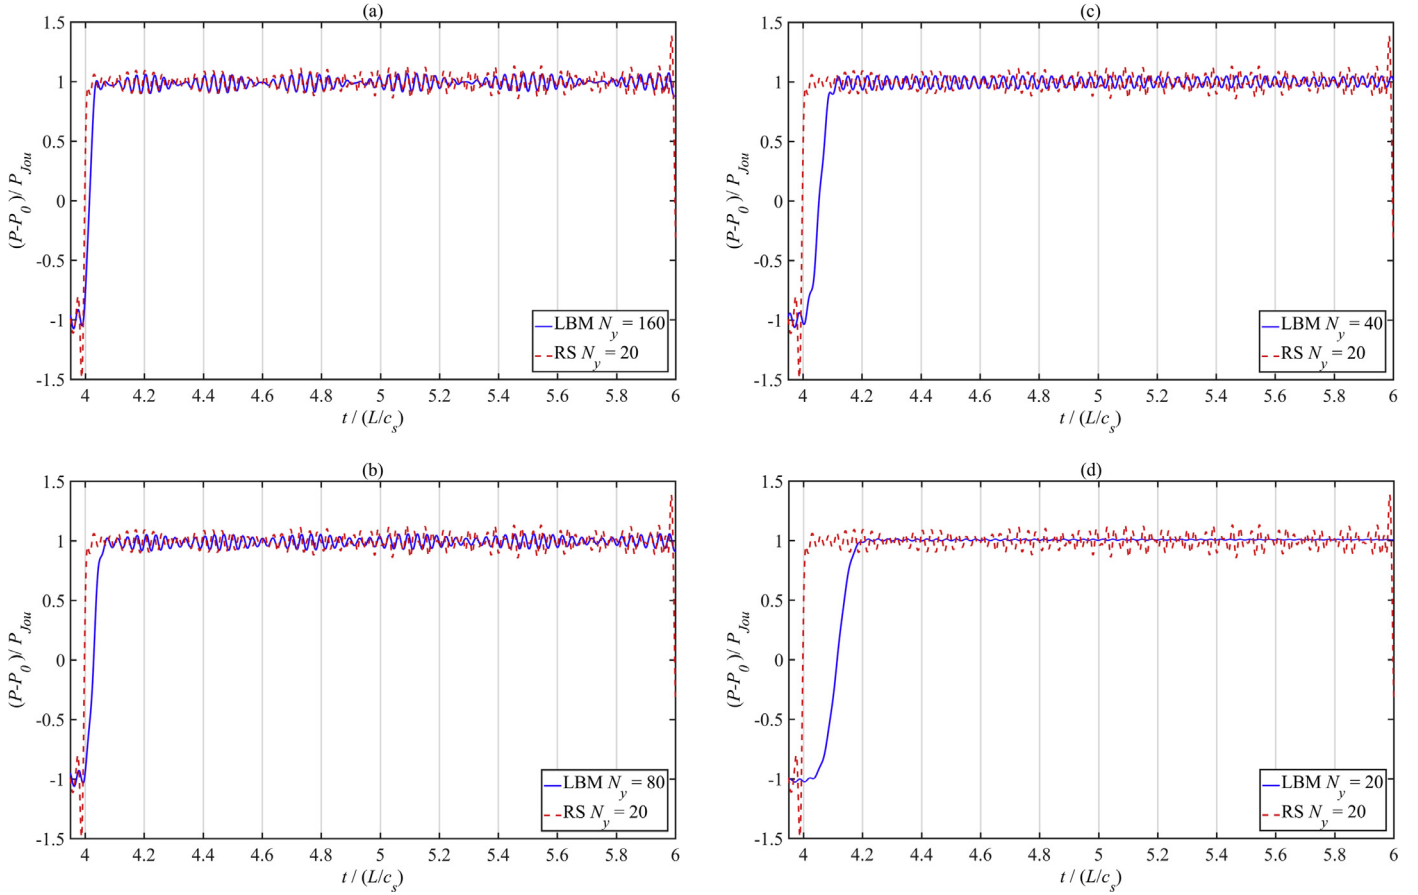 (a)
1.5
1
0.5
0
-0.5
-1
-1.5
(P-P0)/ PJou
LBM Ny = 160
RS Ny = 20
4 4.2 4.4 4.6 4.8 5 5.2 5.4 5.6 5.8 6
t / (L/cs)
(b)
1.5
1
0.5
0
-0.5
-1
-1.5
(P-P0)/ PJou
LBM Ny = 80
RS Ny = 20
4 4.2 4.4 4.6 4.8 5 5.2 5.4 5.6 5.8 6
t / (L/cs)
(c)
1.5
1
0.5
0
-0.5
-1
-1.5
(P-P0)/ PJou
LBM Ny = 40
RS Ny = 20
4 4.2 4.4 4.6 4.8 5 5.2 5.4 5.6 5.8 6
t / (L/cs)
(d)
1.5
1
0.5
0
-0.5
-1
-1.5
(P-P0)/ PJou
LBM Ny = 20
RS Ny = 20
4 4.2 4.4 4.6 4.8 5 5.2 5.4 5.6 5.8 6
t / (L/cs)